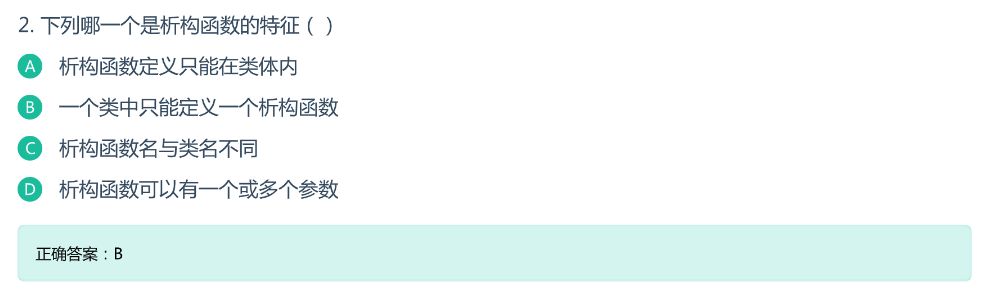 2. 下列哪一个是析构函数的特征（ ）
A 析构函数定义只能在类体内
B 一个类中只能定义一个析构函数
C 析构函数名与类名不同
D 析构函数可以有一个或多个参数
正确答案：B